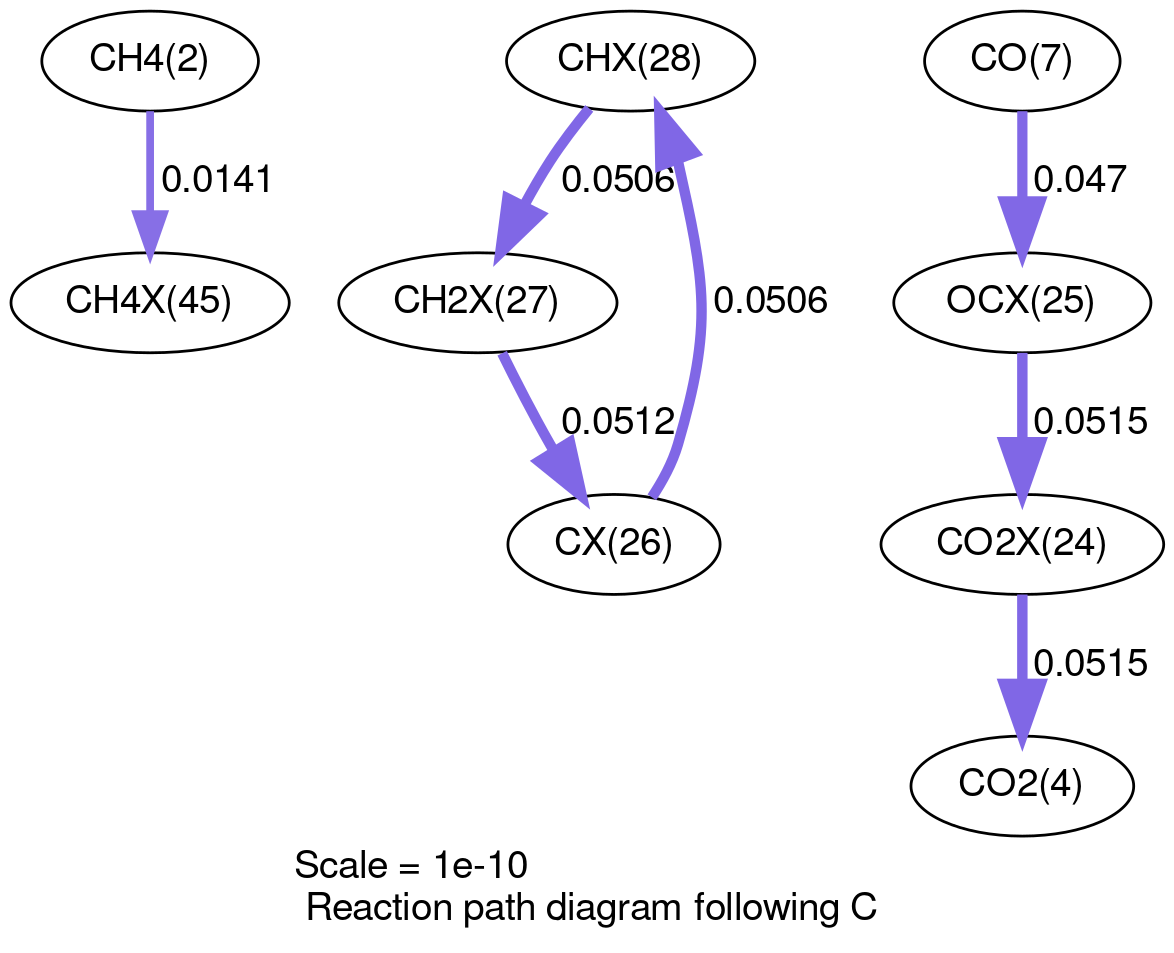 CH4(2)
CHX(28)
CO(7)
0.0141
0.0506
0.047
CH4X(45)
CH2X(27)
0.0506
OCX(25)
0.0512
0.0515
CX(26)
CO2X(24)
0.0515
CO2(4)
Scale = 1e-10
Reaction path diagram following C